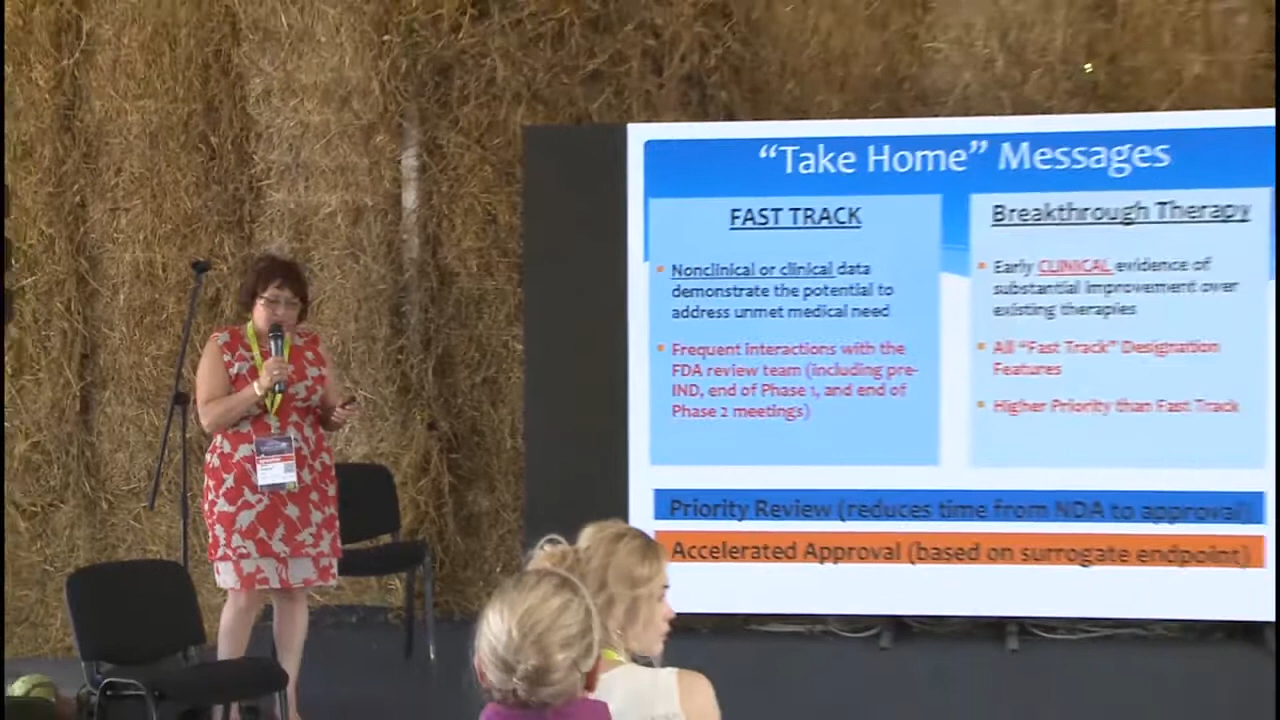 “Take Home” Messages
FAST TRACK
Nonclinical or clinical data
demonstrate the potential to
address unmet medical need
Frequent interactions with the
FDA review team (including pre-
IND, end of Phase 1, and end of
Phase 2 meetings)
Breakthrough Therapy
Early CLINICAL evidence of
substantial improvement over
existing therapies
All “Fast Track” Designation
Features
Higher Priority than Fast Track
Priority Review (reduces time from NDA to approval)
Accelerated Approval (based on surrogate endpoint)